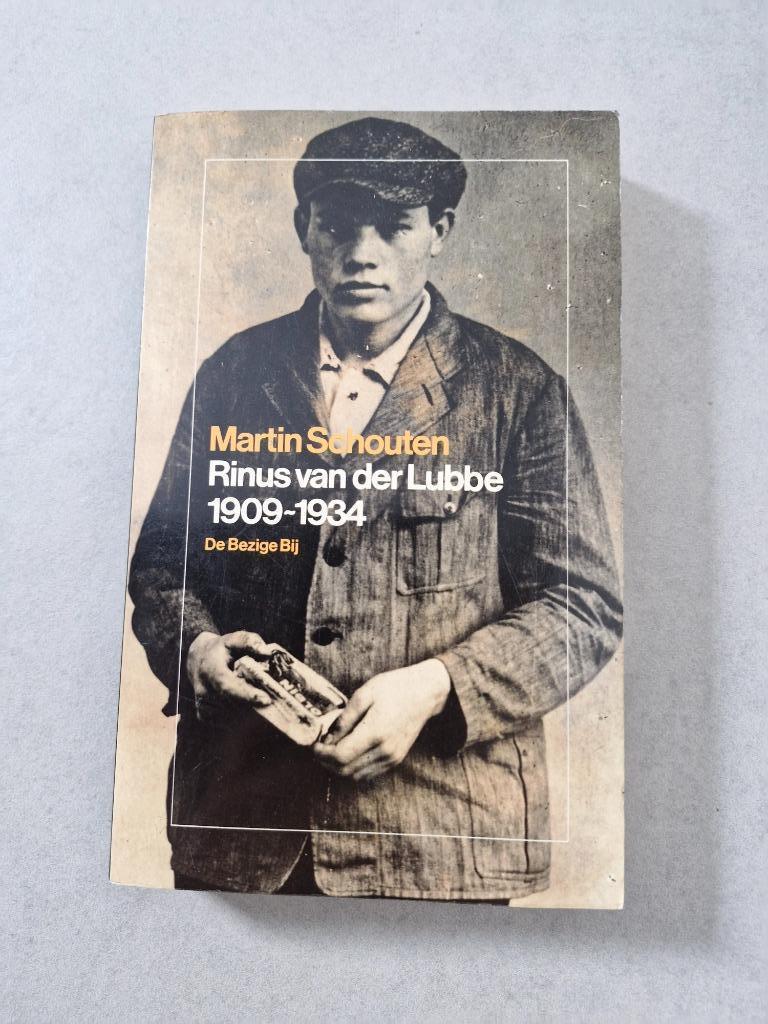 Martin Schouten
Rinus van der Lubbe
1909~1934
De Bezige Bij